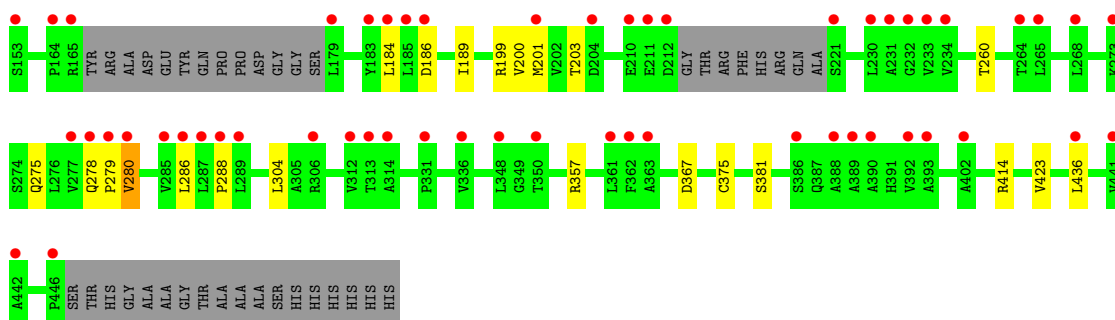 S153 P164 R165 TYR ARG ALA ASP GLU TYR GLN PRO PRO ASP GLY GLY SER L179 Y183 L184 L185 D186 I189 R199 V200 M201 V202 T203 D204 E210 E211 D212 GLY THR ARG PHE HIS ARG GLN ALA S221 L230 A231 G232 V233 V234 T260 T264 L265 L268 K273
S274 Q275 L276 V277 Q278 P279 V280 V285 L286 L287 P288 L289 L304 A305 R306 V312 T313 A314 P331 V336 L348 G349 T350 R357 L361 F362 A363 D367 C375 S381 S386 Q387 A388 A389 A390 H391 V392 A393 A402 R414 V423 L436 V441
A442 P446 SER THR HIS GLY ALA ALA GLY THR ALA ALA ALA SER HIS HIS HIS HIS HIS HIS